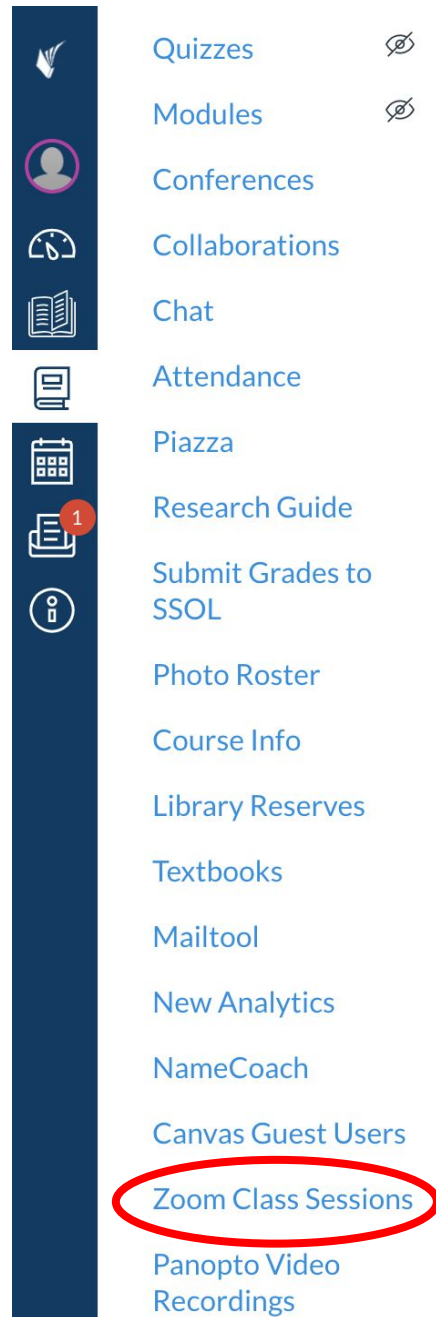 Quizzes
Modules
Conferences
Collaborations
Chat
Attendance
Piazza
1
Research Guide
Submit Grades to
SSOL
Photo Roster
Course Info
Library Reserves
Textbooks
Mailtool
New Analytics
NameCoach
Canvas Guest Users
Zoom Class Sessions
Panopto Video
Recordings